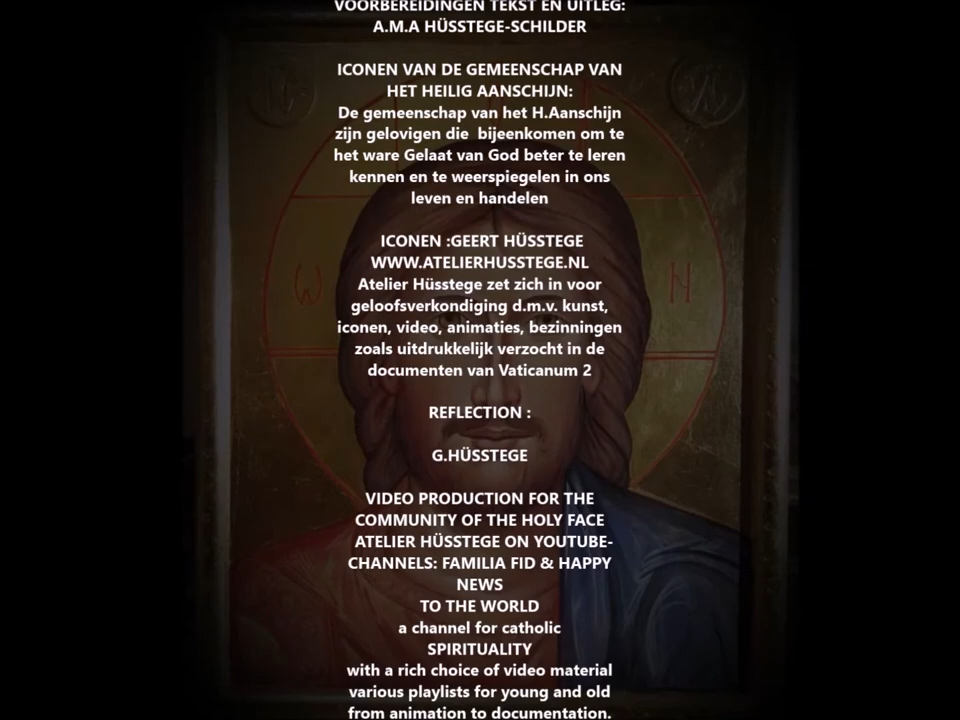 VOORBEREIDINGEN TEKST EN UITLEG:
A.M.A HÜSSTEGE-SCHILDER
ICONEN VAN DE GEMEENSCHAP VAN
HET HEILIG AANSCHIJN:
De gemeenschap van het H.Aanschijn
zijn gelovigen die  bijeenkomen om te
het ware Gelaat van God beter te leren
kennen en te weerspiegelen in ons
leven en handelen
ICONEN :GEERT HÜSSTEGE
WWW.ATELIERHUSSTEGE.NL
Atelier Hüsstege zet zich in voor
geloofsverkondiging d.m.v. kunst,
iconen, video, animaties, bezinningen
zoals uitdrukkelijk verzocht in de
documenten van Vaticanum 2
REFLECTION :
G.HÜSSTEGE
VIDEO PRODUCTION FOR THE
COMMUNITY OF THE HOLY FACE
ATELIER HÜSSTEGE ON YOUTUBE-
CHANNELS: FAMILIA FID & HAPPY
NEWS
TO THE WORLD
a channel for catholic
SPIRITUALITY
with a rich choice of video material
various playlists for young and old
from animation to documentation.
ω
Η